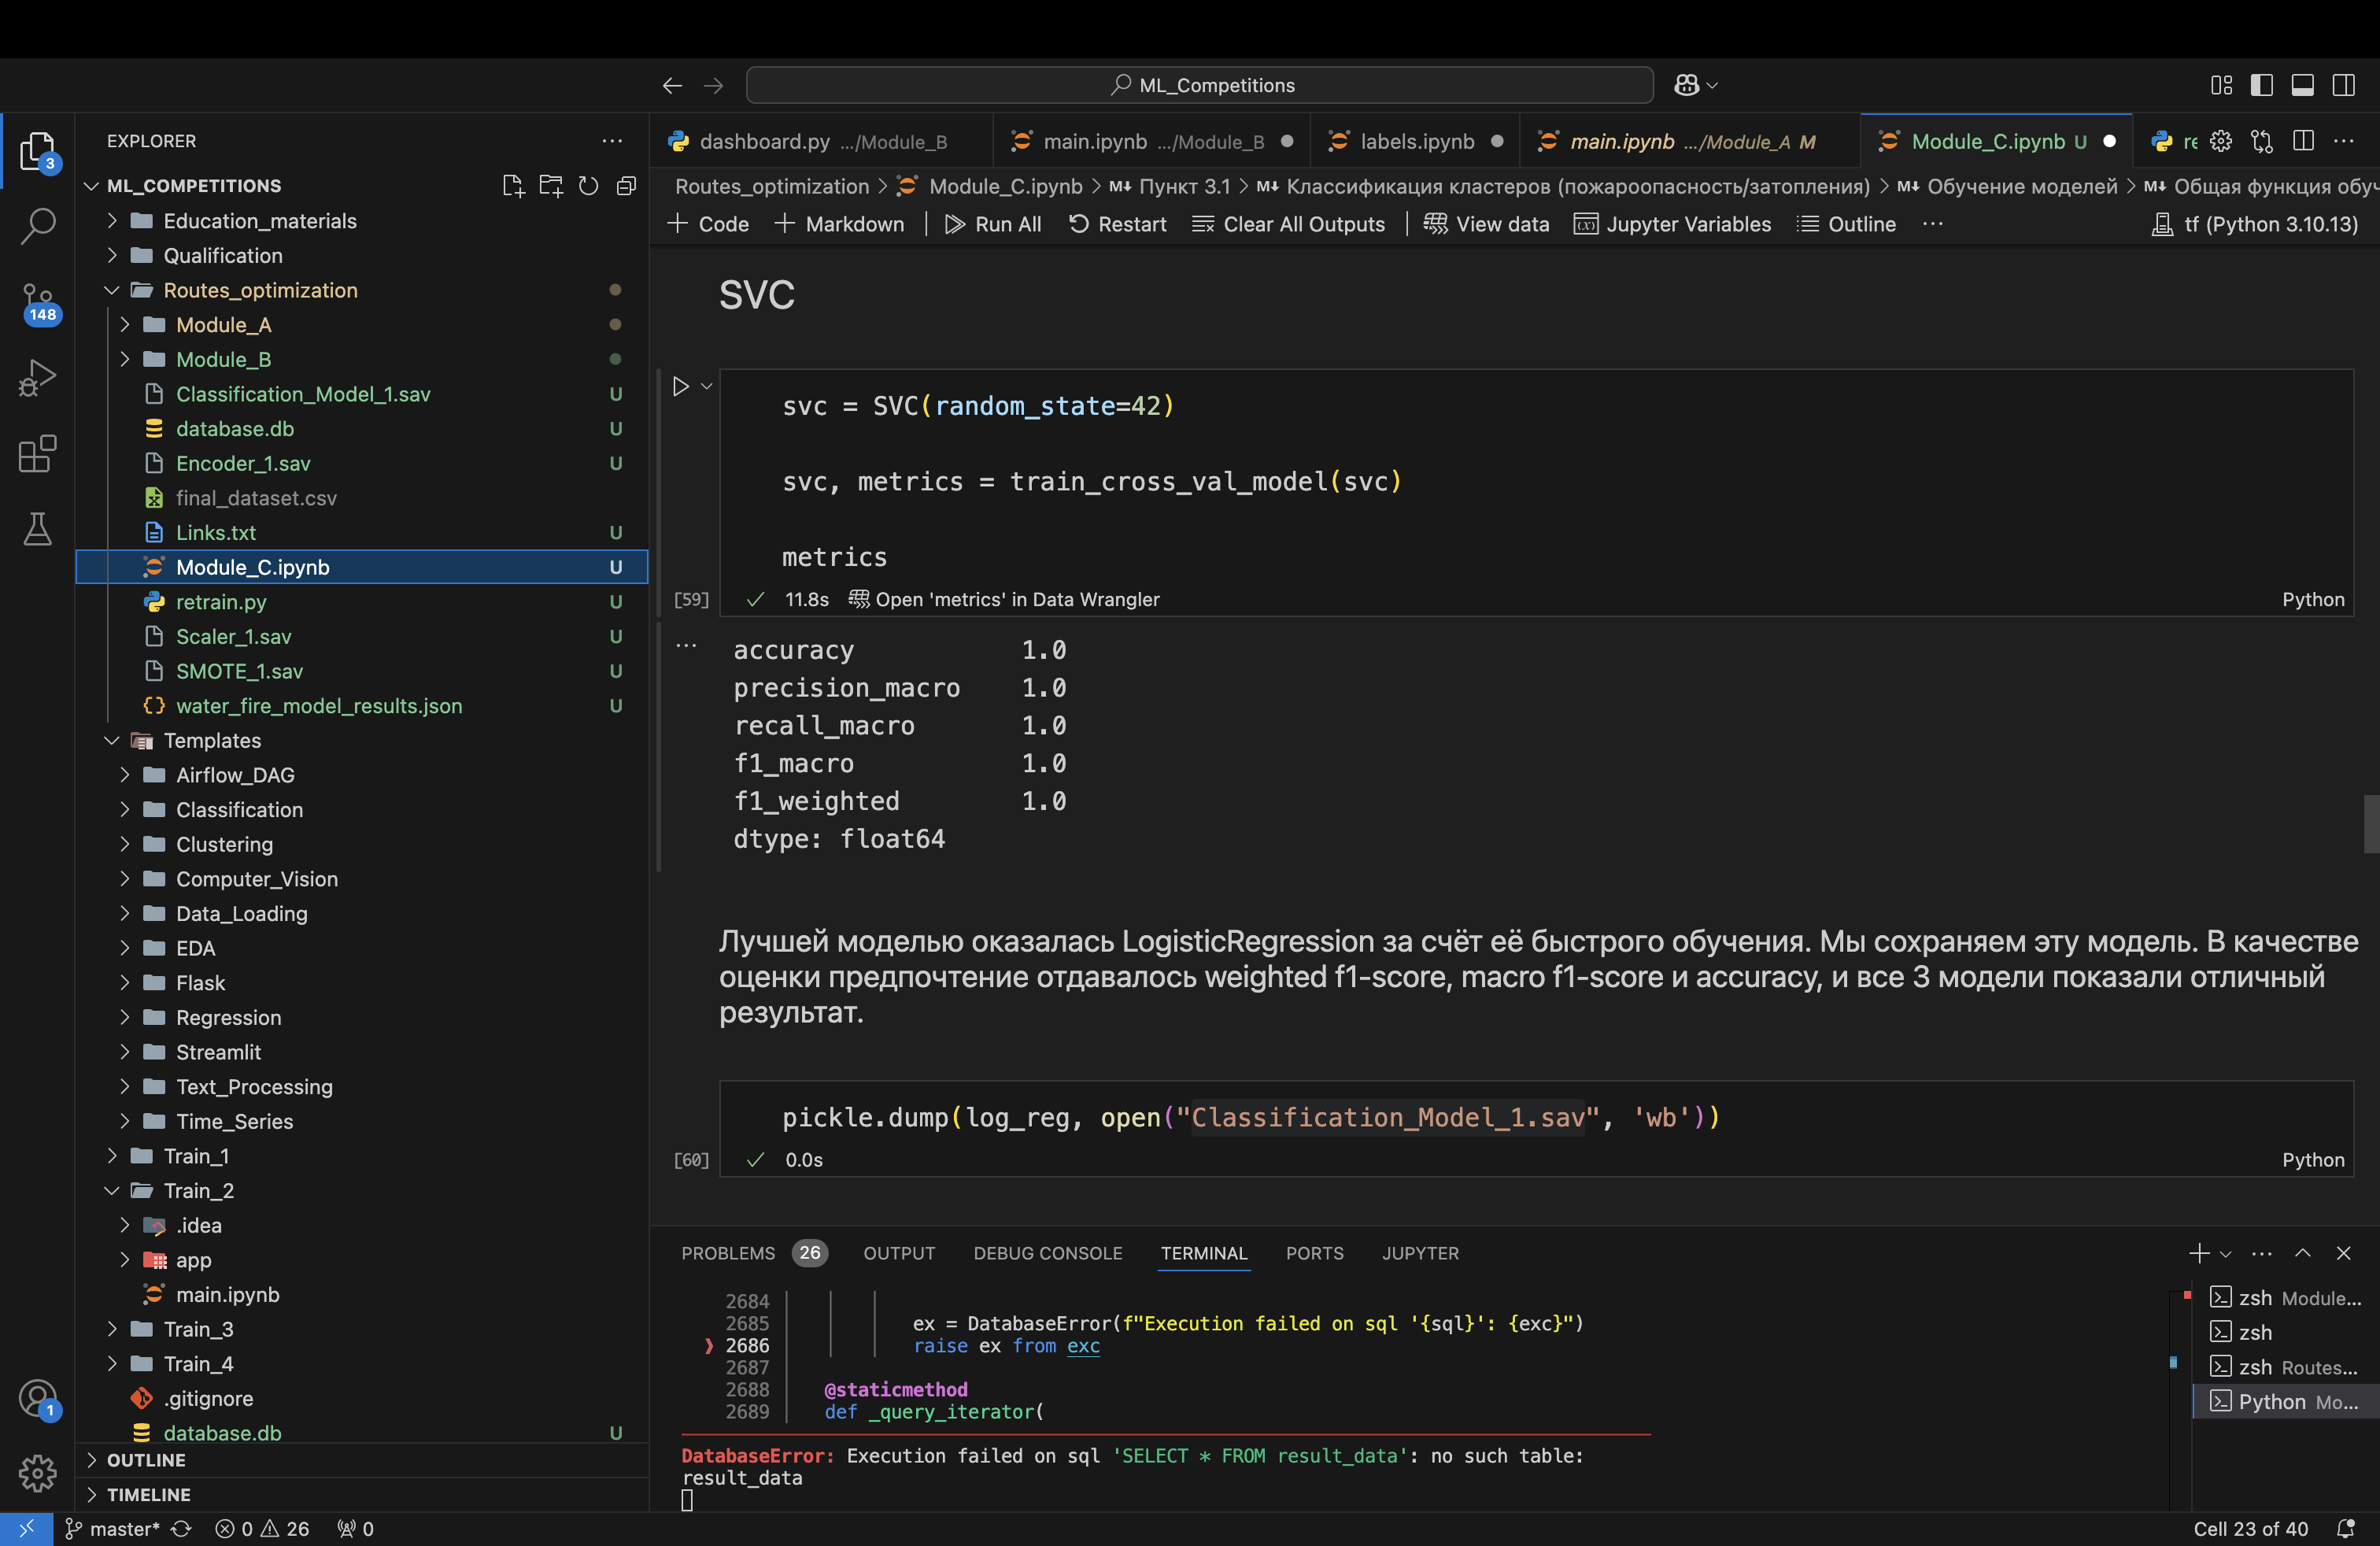 ML_Competitions
EXPLORER
ML_COMPETITIONS
Education_materials
Qualification
Routes_optimization
Module_A
Module_B
Classification_Model_1.sav U
database.db U
Encoder_1.sav U
final_dataset.csv
Links.txt U
Module_C.ipynb U
retrain.py U
Scaler_1.sav U
SMOTE_1.sav U
water_fire_model_results.json U
Templates
Airflow_DAG
Classification
Clustering
Computer_Vision
Data_Loading
EDA
Flask
Regression
Streamlit
Text_Processing
Time_Series
Train_1
Train_2
.idea
app
main.ipynb
Train_3
Train_4
.gitignore
database.db U
OUTLINE
TIMELINE
3
148
1
dashboard.py .../Module_B main.ipynb .../Module_B labels.ipynb main.ipynb .../Module_A M Module_C.ipynb U re
Routes_optimization > Module_C.ipynb > M↓ Пункт 3.1 > M↓ Классификация кластеров (пожароопасность/затопления) > M↓ Обучение моделей > M↓ Общая функция обуч
+ Code + Markdown Run All Restart Clear All Outputs View data Jupyter Variables Outline ... tf (Python 3.10.13)
SVC
svc = SVC(random_state=42)
svc, metrics = train_cross_val_model(svc)
metrics
[59] ✓ 11.8s Open 'metrics' in Data Wrangler Python
accuracy 1.0
precision_macro 1.0
recall_macro 1.0
f1_macro 1.0
f1_weighted 1.0
dtype: float64
Лучшей моделью оказалась LogisticRegression за счёт её быстрого обучения. Мы сохраняем эту модель. В качестве
оценки предпочтение отдавалось weighted f1-score, macro f1-score и accuracy, и все 3 модели показали отличный
результат.
pickle.dump(log_reg, open("Classification_Model_1.sav", 'wb'))
[60] ✓ 0.0s Python
PROBLEMS 26 OUTPUT DEBUG CONSOLE TERMINAL PORTS JUPYTER
2684
2685 ex = DatabaseError(f"Execution failed on sql '{sql}': {exc}")
❱ 2686 raise ex from exc
2687
2688 @staticmethod
2689 def _query_iterator(
DatabaseError: Execution failed on sql 'SELECT * FROM result_data': no such table:
result_data
zsh Module...
zsh
zsh Routes...
Python Mo...
master* 0 26 0 Cell 23 of 40